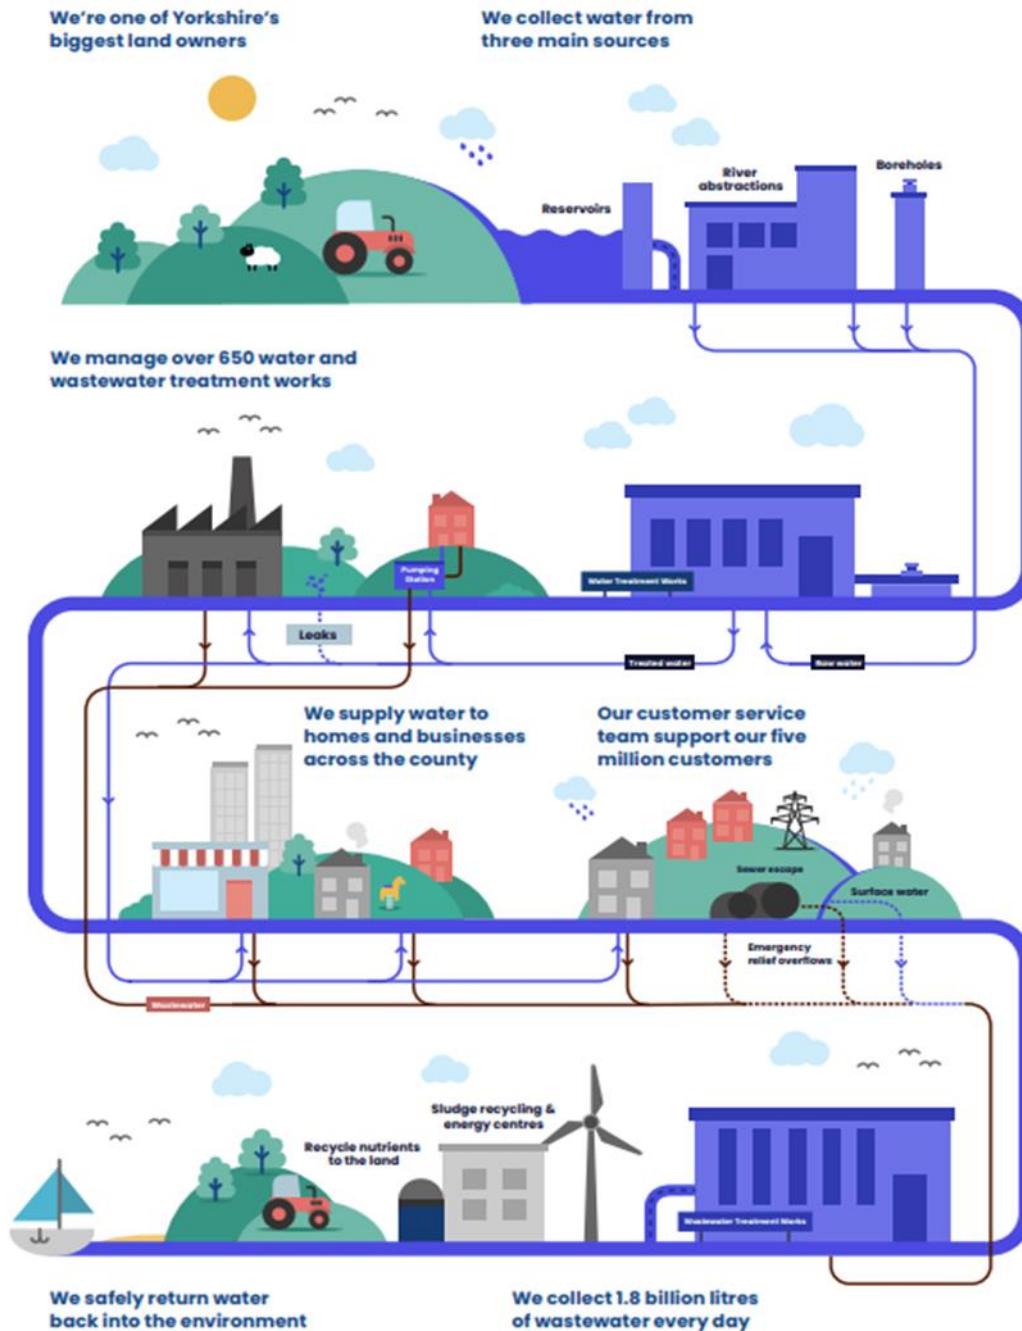 We're one of Yorkshire's
biggest land owners
We collect water from
three main sources
Reservoirs
River
abstractions
Boreholes
We manage over 650 water and
wastewater treatment works
Pumping
Station
Water Treatment Works
Leaks
Treated water
Raw water
We supply water to
homes and businesses
across the county
Our customer service
team support our five
million customers
Sewer escape
Surface water
Emergency
relief overflows
Wastewater
Sludge recycling &
energy centres
Recycle nutrients
to the land
Wastewater Treatment Works
We safely return water
back into the environment
We collect 1.8 billion litres
of wastewater every day